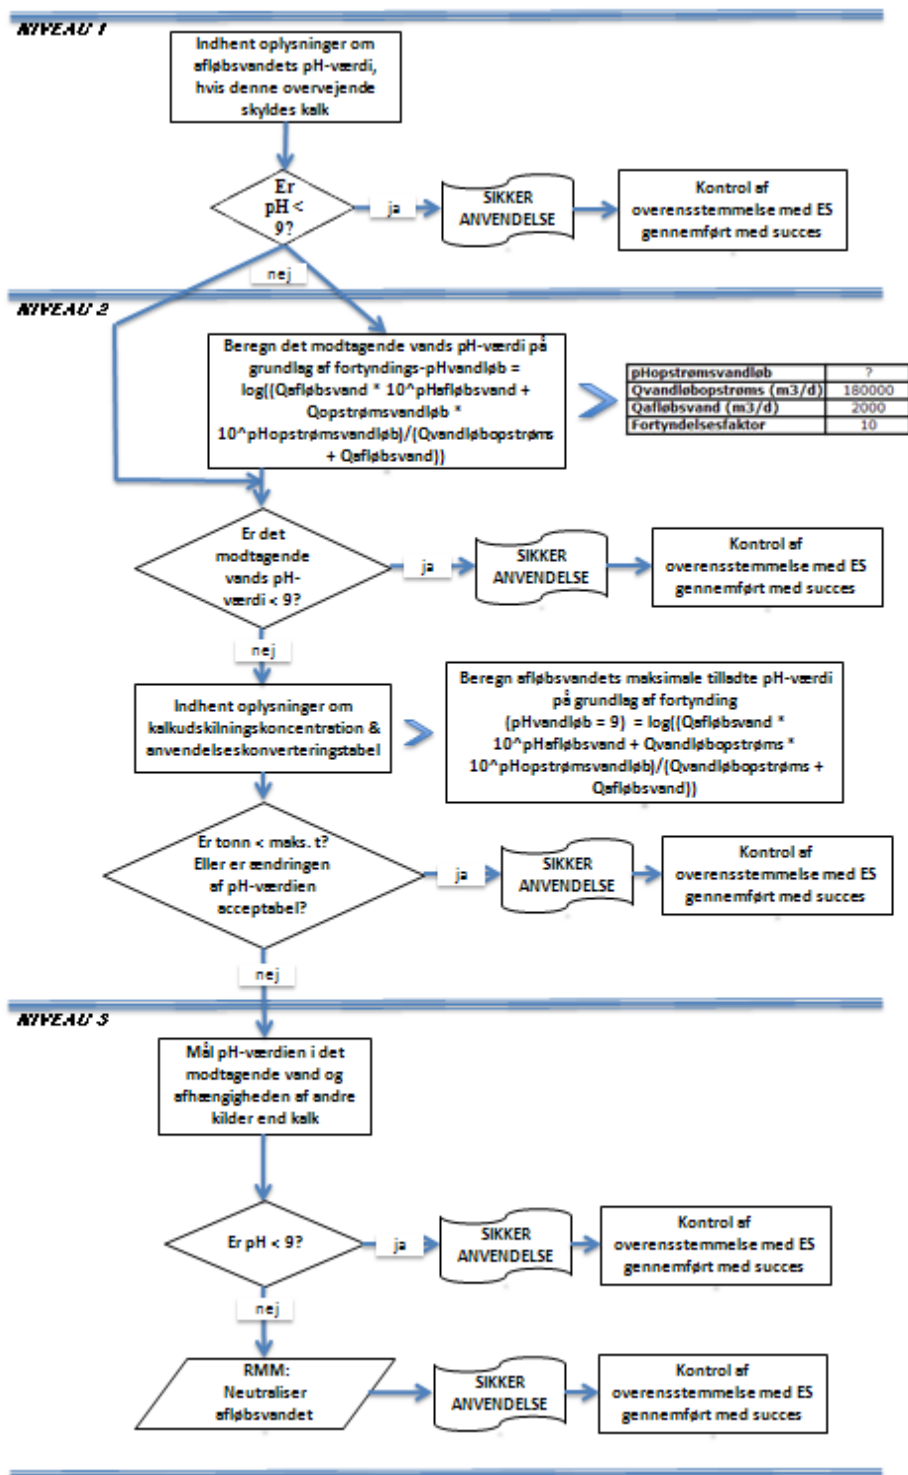 NIVEAU 1
Indhent oplysninger om
afløbsvandets pH-værdi,
hvis denne overvejende
skyldes kalk
Er
pH <
9?
ja
SIKKER
ANVENDELSE
Kontrol af
overensstemmelse med ES
gennemført med succes
nej
NIVEAU 2
Beregn det modtagende vands pH-værdi på
grundlag af fortyndings-pHvandløb =
log((Qafløbsvand * 10^pHafløbsvand +
Qopstrømsvandløb *
10^pHopstrømsvandløb)/(Qvandløbopstrøms
+ Qafløbsvand))
pHopstrømsvandløb ?
Qvandløbopstrøms (m3/d) 180000
Qafløbsvand (m3/d) 2000
Fortyndelsesfaktor 10
Er det
modtagende
vands pH-
værdi < 9?
ja
SIKKER
ANVENDELSE
Kontrol af
overensstemmelse med ES
gennemført med succes
nej
Indhent oplysninger om
kalkudskilningskoncentration &
anvendelseskonverteringstabel
Beregn afløbsvandets maksimale tilladte pH-værdi
på grundlag af fortynding
(pHvandløb = 9) = log((Qafløbsvand *
10^pHafløbsvand + Qvandløbopstrøms *
10^pHopstrømsvandløb)/(Qvandløbopstrøms +
Qafløbsvand))
Er tonn < maks. t?
Eller er ændringen
af pH-værdien
acceptabel?
ja
SIKKER
ANVENDELSE
Kontrol af
overensstemmelse med ES
gennemført med succes
nej
NIVEAU 3
Mål pH-værdien i det
modtagende vand og
afhængigheden af andre
kilder end kalk
Er pH < 9?
ja
SIKKER
ANVENDELSE
Kontrol af
overensstemmelse med ES
gennemført med succes
nej
RMM:
Neutraliser
afløbsvandet
SIKKER
ANVENDELSE
Kontrol af
overensstemmelse med ES
gennemført med succes